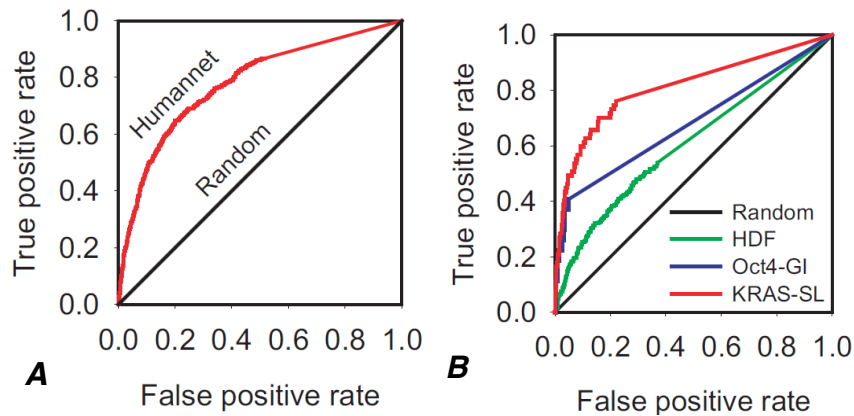 True positive rate
1.0
0.8
0.6
0.4
0.2
0.0
Humannet
Random
0.0 0.2 0.4 0.6 0.8 1.0
False positive rate
A
True positive rate
1.0
0.8
0.6
0.4
0.2
0.0
Random
HDF
Oct4-GI
KRAS-SL
0.0 0.2 0.4 0.6 0.8 1.0
False positive rate
B